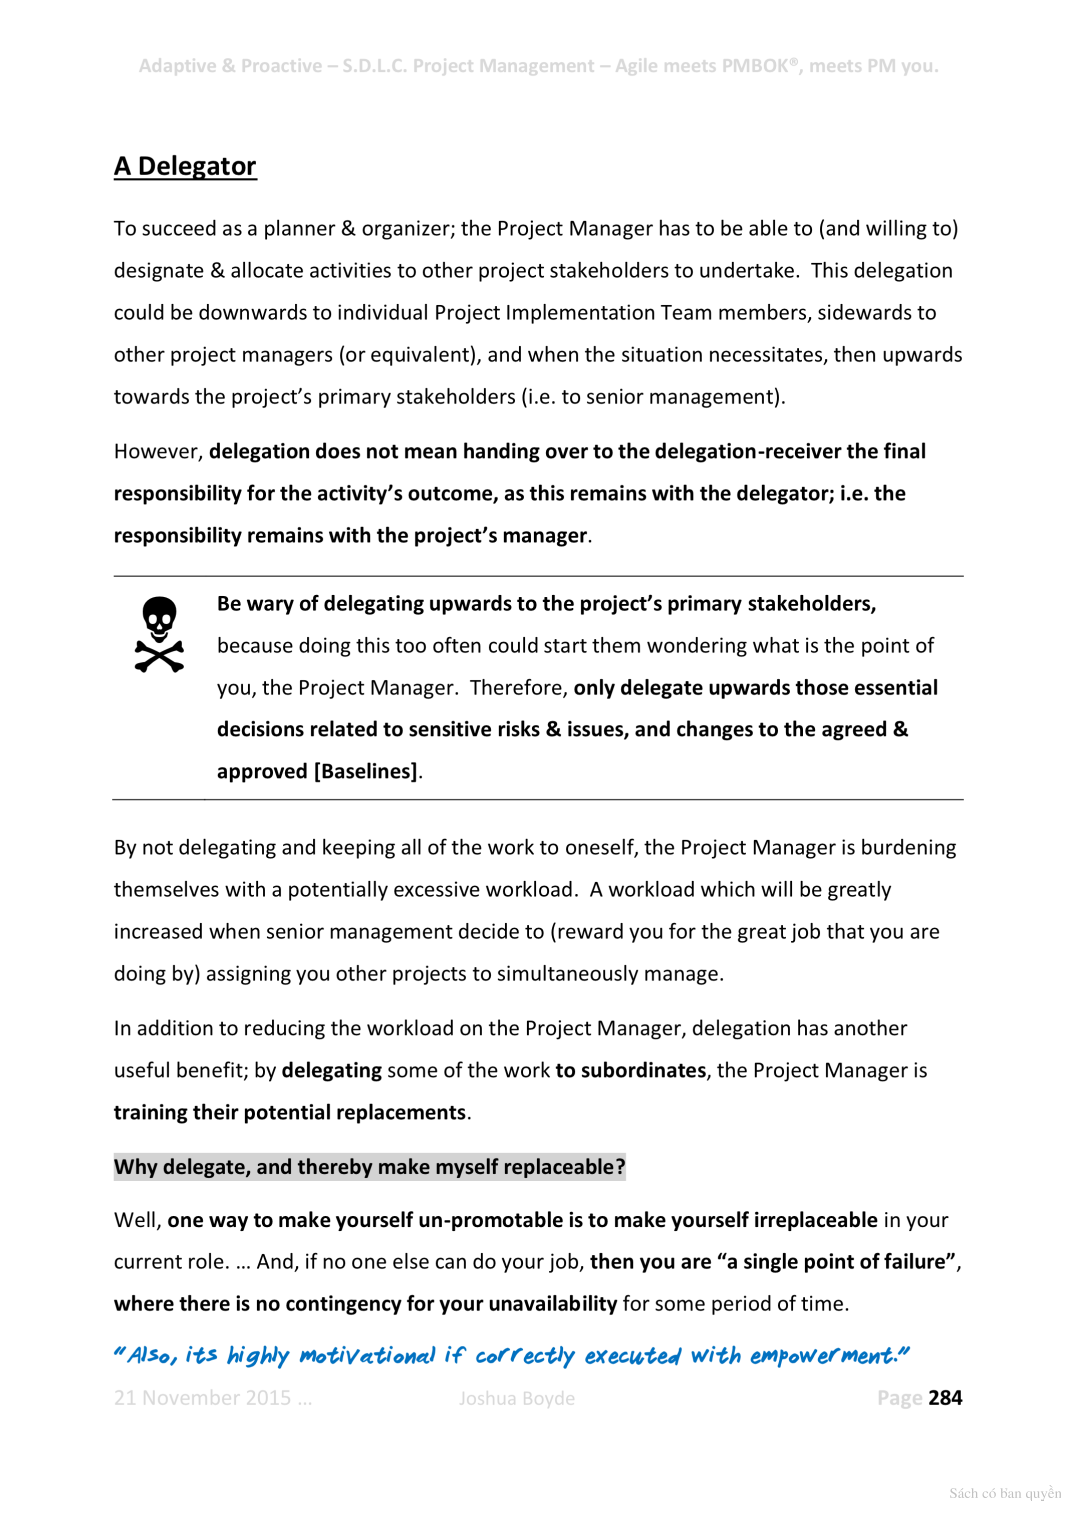 Adaptive & Proactive – S.D.L.C. Project Management – Agile meets PMBOK®, meets PM you.
A Delegator
To succeed as a planner & organizer; the Project Manager has to be able to (and willing to)
designate & allocate activities to other project stakeholders to undertake.  This delegation
could be downwards to individual Project Implementation Team members, sidewards to
other project managers (or equivalent), and when the situation necessitates, then upwards
towards the project’s primary stakeholders (i.e. to senior management).
However, delegation does not mean handing over to the delegation-receiver the final
responsibility for the activity’s outcome, as this remains with the delegator; i.e. the
responsibility remains with the project’s manager.
Be wary of delegating upwards to the project’s primary stakeholders,
because doing this too often could start them wondering what is the point of
you, the Project Manager.  Therefore, only delegate upwards those essential
decisions related to sensitive risks & issues, and changes to the agreed &
approved [Baselines].
By not delegating and keeping all of the work to oneself, the Project Manager is burdening
themselves with a potentially excessive workload.  A workload which will be greatly
increased when senior management decide to (reward you for the great job that you are
doing by) assigning you other projects to simultaneously manage.
In addition to reducing the workload on the Project Manager, delegation has another
useful benefit; by delegating some of the work to subordinates, the Project Manager is
training their potential replacements.
Why delegate, and thereby make myself replaceable?
Well, one way to make yourself un-promotable is to make yourself irreplaceable in your
current role. … And, if no one else can do your job, then you are “a single point of failure”,
where there is no contingency for your unavailability for some period of time.
“Also, its highly motivational if correctly executed with empowerment.”
21 November 2015 … Joshua Boyde Page 284
Sách có bản quyền